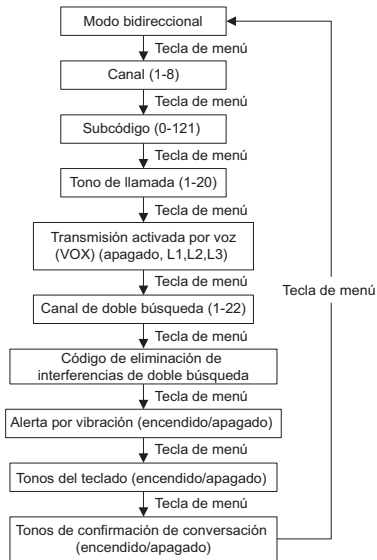 Modo bidireccional
Tecla de menú
Canal (1-8)
Tecla de menú
Subcódigo (0-121)
Tecla de menú
Tono de llamada (1-20)
Tecla de menú
Transmisión activada por voz
(VOX) (apagado, L1,L2,L3)
Tecla de menú
Canal de doble búsqueda (1-22)
Tecla de menú
Código de eliminación de
interferencias de doble búsqueda
Tecla de menú
Alerta por vibración (encendido/apagado)
Tecla de menú
Tonos del teclado (encendido/apagado)
Tecla de menú
Tonos de confirmación de conversación
(encendido/apagado)
Tecla de menú